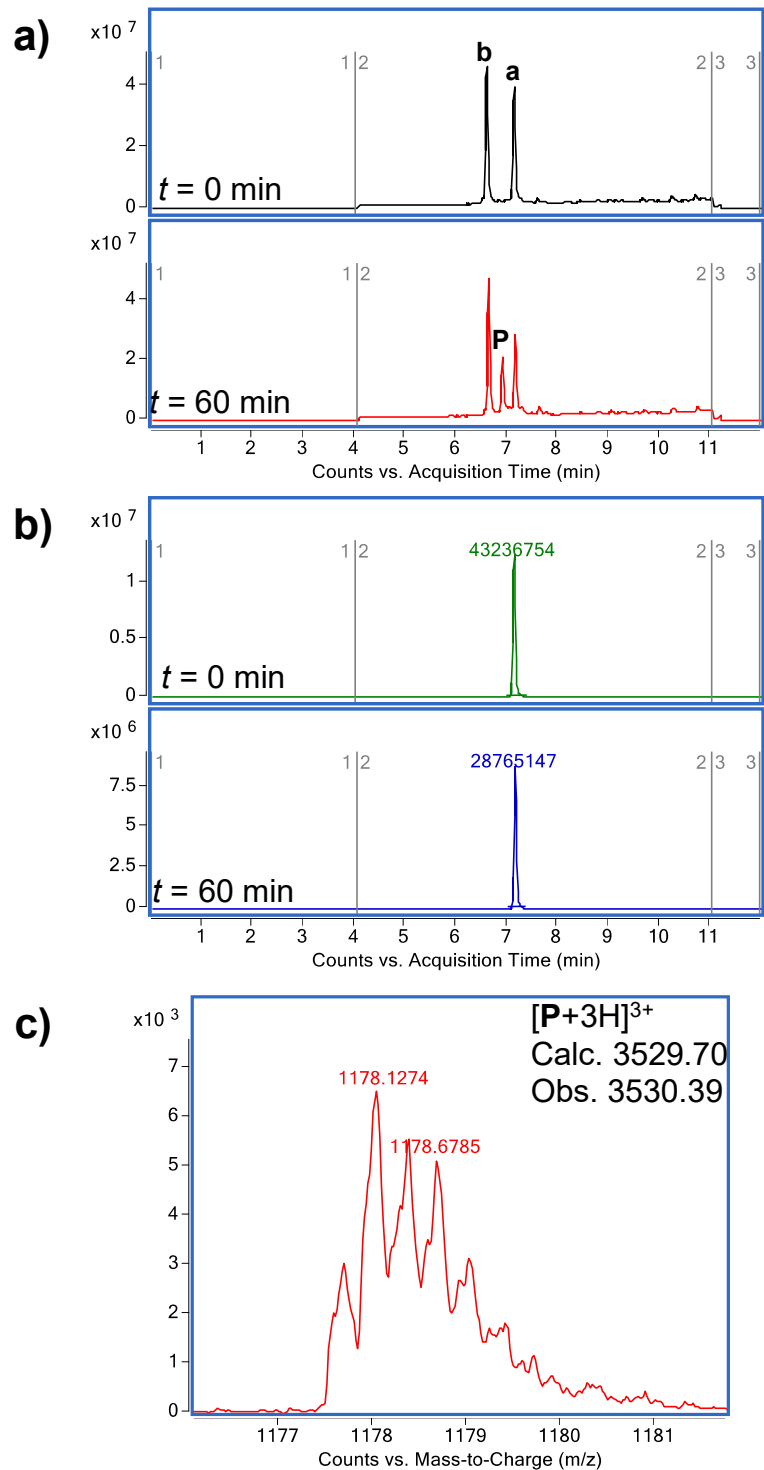 a)
x10 7
1 1 2 2 3 3
b
a
4
2
0
t = 0 min
x10 7
1 1 2 2 3 3
P
4
2
0
t = 60 min
1 2 3 4 5 6 7 8 9 10 11
Counts vs. Acquisition Time (min)
b)
x10 7
43236754
1 1 2 2 3 3
1
0.5
0
t = 0 min
x10 6
28765147
1 1 2 2 3 3
7.5
5
2.5
0
t = 60 min
1 2 3 4 5 6 7 8 9 10 11
Counts vs. Acquisition Time (min)
c)
x10 3
[P+3H]3+
Calc. 3529.70
Obs. 3530.39
1178.1274
1178.6785
7
6
5
4
3
2
1
0
1177 1178 1179 1180 1181
Counts vs. Mass-to-Charge (m/z)